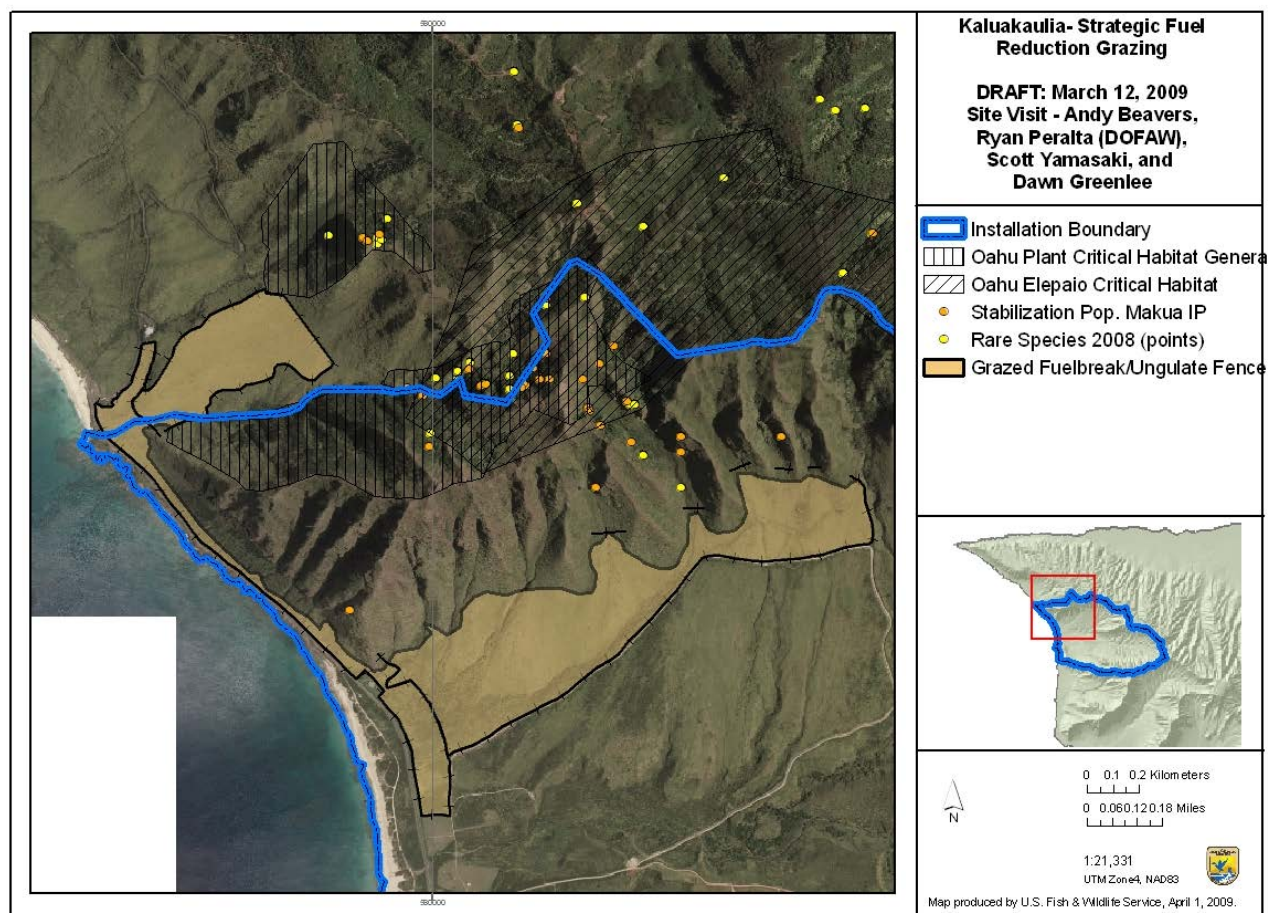 580000
Kaluakaulia- Strategic Fuel
Reduction Grazing
DRAFT: March 12, 2009
Site Visit - Andy Beavers,
Ryan Peralta (DOFAW),
Scott Yamasaki, and
Dawn Greenlee
Installation Boundary
Oahu Plant Critical Habitat Genera
Oahu Elepaio Critical Habitat
Stabilization Pop. Makua IP
Rare Species 2008 (points)
Grazed Fuelbreak/Ungulate Fence
0 0.1 0.2 Kilometers
0 0.060.120.18 Miles
N
1:21,331
UTM Zone4, NAD83
Map produced by U.S. Fish & Wildlife Service, April 1, 2009.
580000